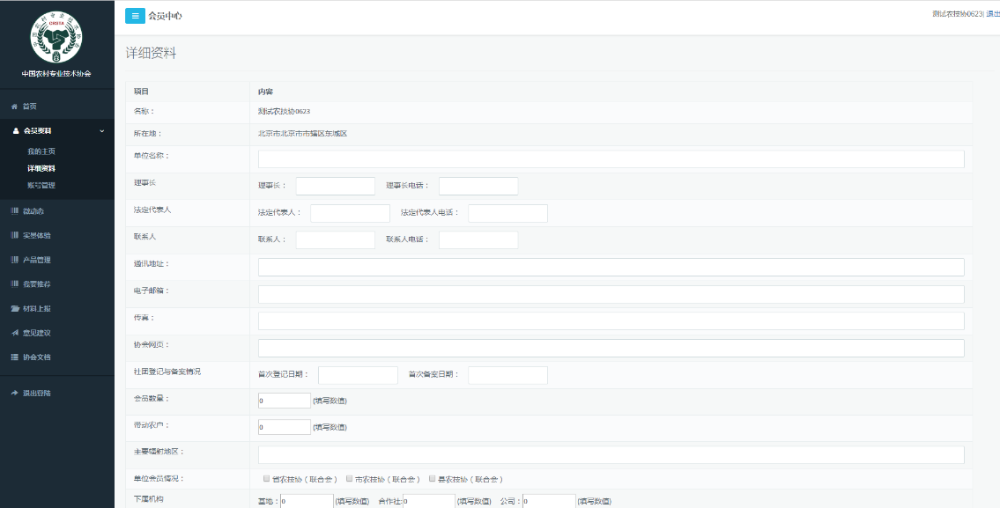 CRSTA
中国农村专业技术协会
首页
会员资料
我的主页
详细资料
账号管理
微动态
实墨体验
产品管理
我要推荐
材料上报
意见建议
协会文档
退出登陆
会员中心
测试农技协0623| 退出
详细资料
项目 内容
名称： 测试农技协0623
所在地： 北京市北京市市辖区东城区
单位名称：
理事长 理事长： 理事长电话：
法定代表人 法定代表人： 法定代表人电话：
联系人 联系人： 联系人电话：
通讯地址：
电子邮箱：
传真：
协会网页：
社团登记与备案情况 首次登记日期： 首次备案日期：
会员数量： 0 (填写数值)
带动农户： 0 (填写数值)
主要辐射地区：
单位会员情况： 省农技协（联合会） 市农技协（联合会） 县农技协（联合会）
下属机构 基地：0 (填写数值) 合作社:0 (填写数值) 公司：0 (填写数值)